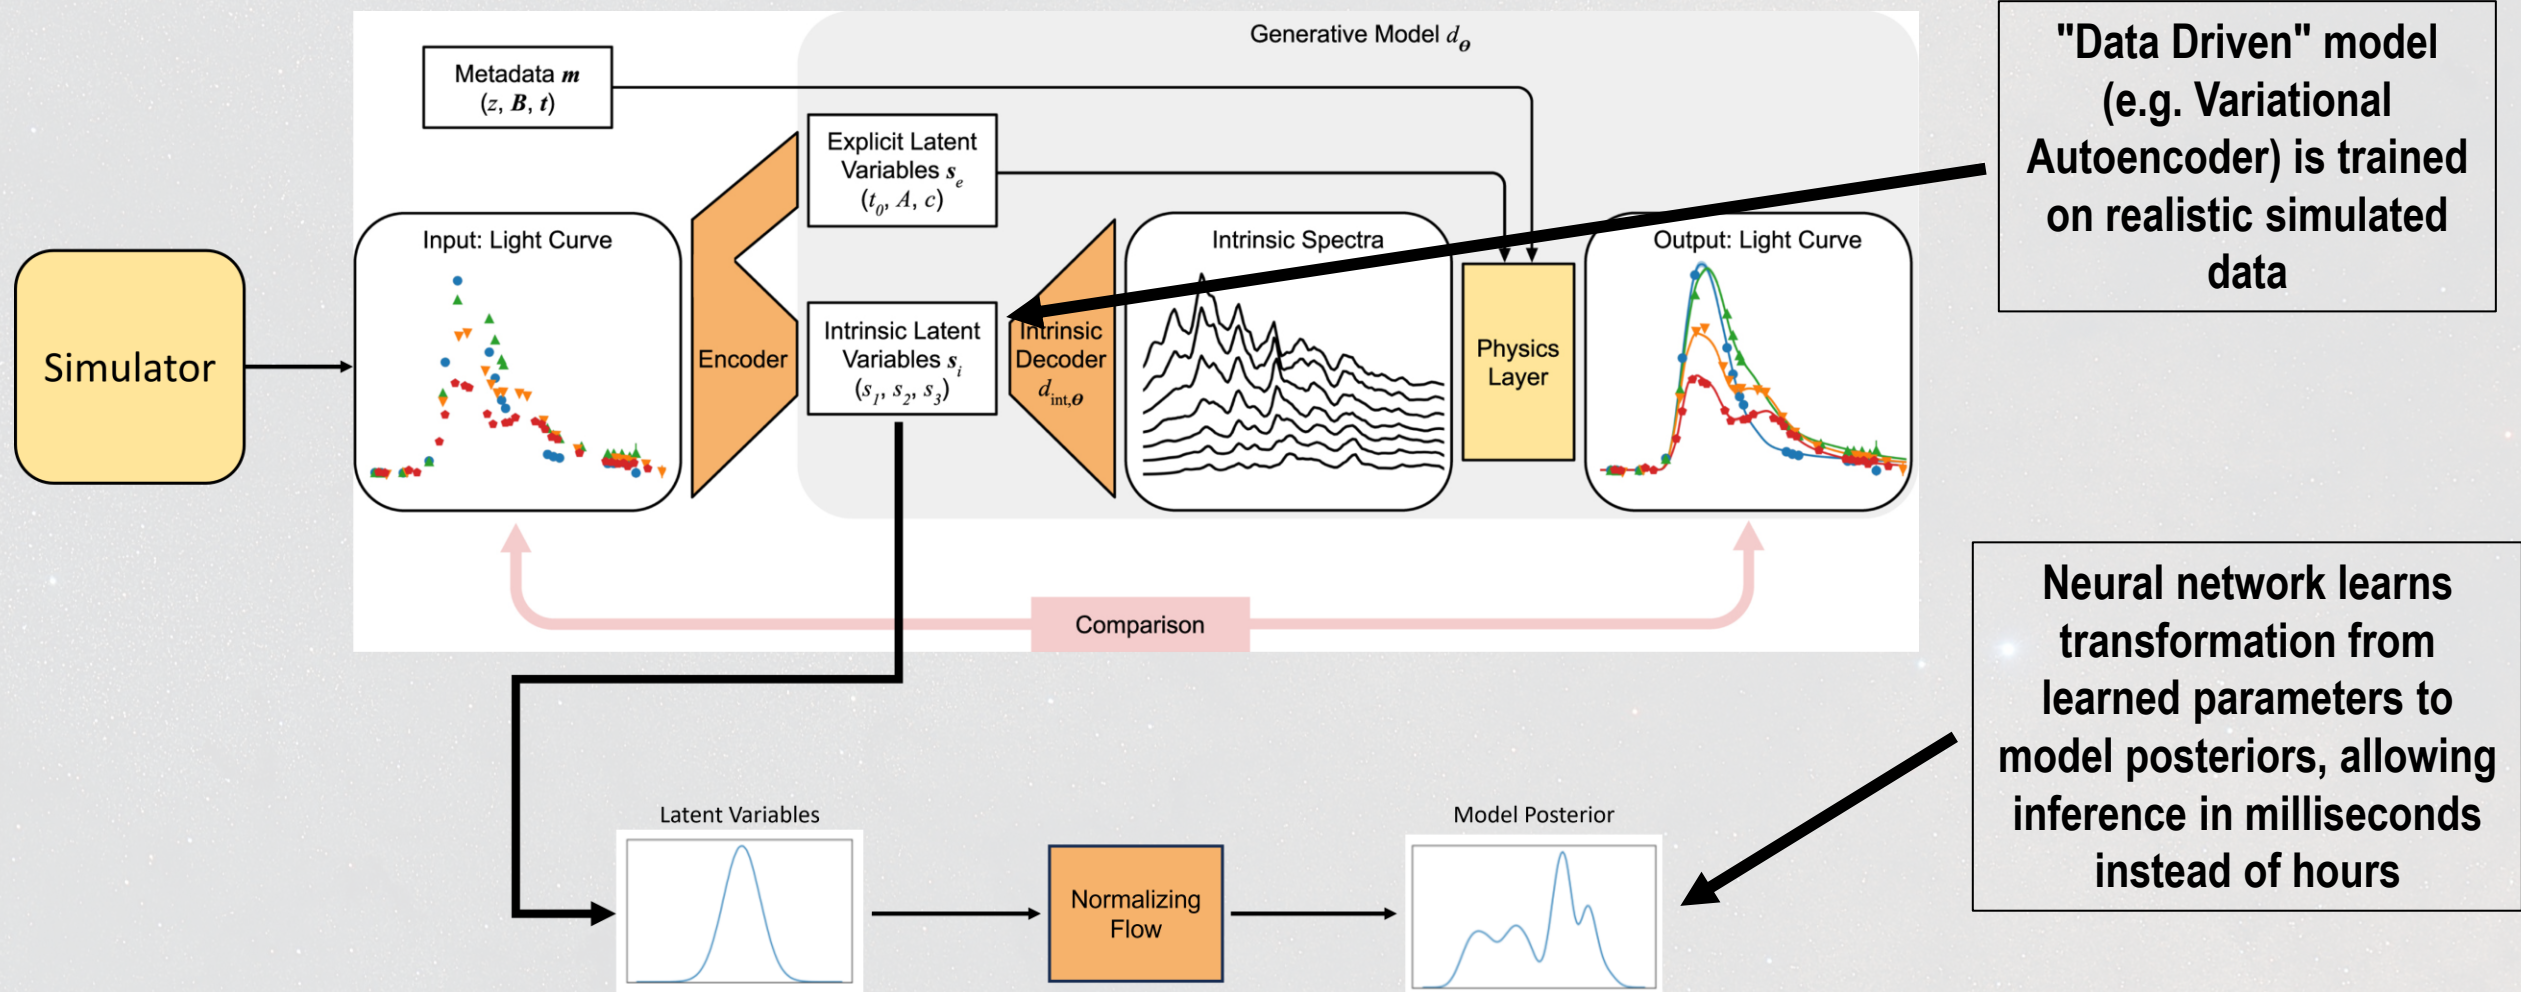 Generative Model dθ
Metadata m
(z, B, t)
Explicit Latent
Variables se
(t0, A, c)
"Data Driven" model
(e.g. Variational
Autoencoder) is trained
on realistic simulated
data
Simulator
Input: Light Curve
Encoder
Intrinsic Latent
Variables si
(s1, s2, s3)
Intrinsic
Decoder
dint,θ
Intrinsic Spectra
Physics
Layer
Output: Light Curve
Comparison
Neural network learns
transformation from
learned parameters to
model posteriors, allowing
inference in milliseconds
instead of hours
Latent Variables
Normalizing
Flow
Model Posterior